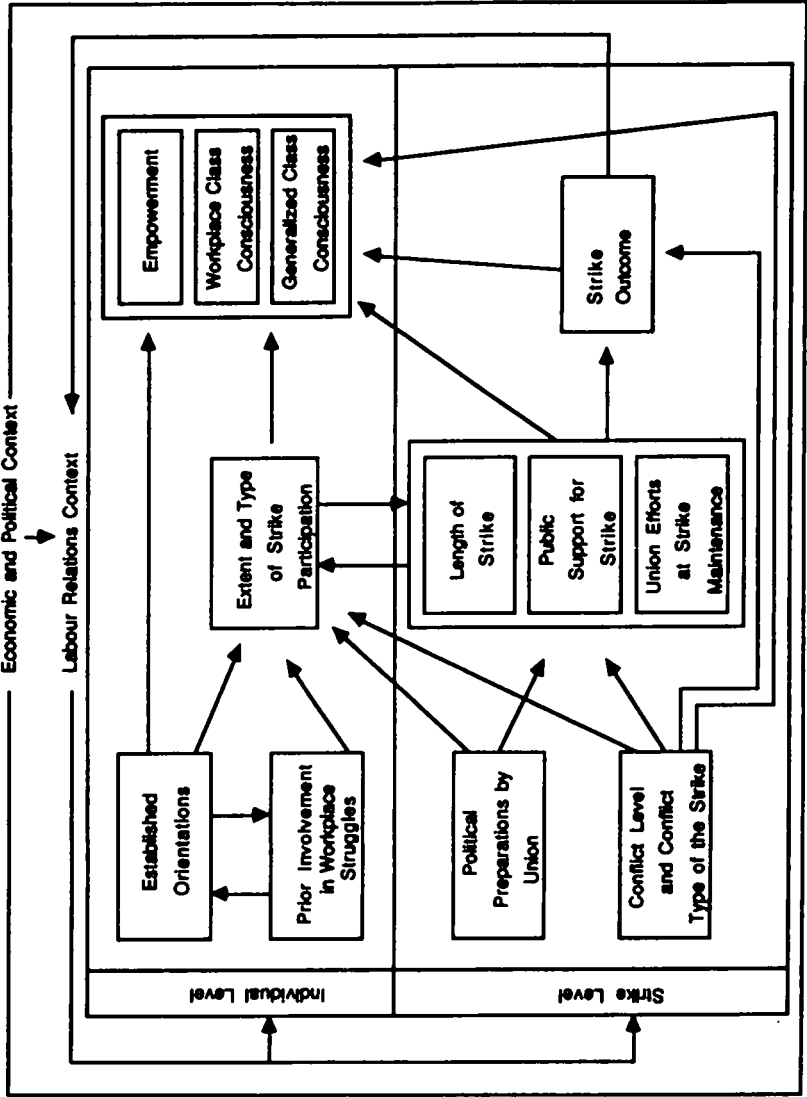 Economic and Political Context
Labour Relations Context
Individual Level
Established
Orientations
Prior Involvement
in Workplace
Struggles
Extent and Type
of Strike
Participation
Empowerment
Workplace Class
Consciousness
Generalized Class
Consciousness
Strike Level
Political
Preparations by
Union
Conflict Level
and Conflict
Type of the Strike
Length of
Strike
Public
Support for
Strike
Union Efforts
at Strike
Maintenance
Strike
Outcome